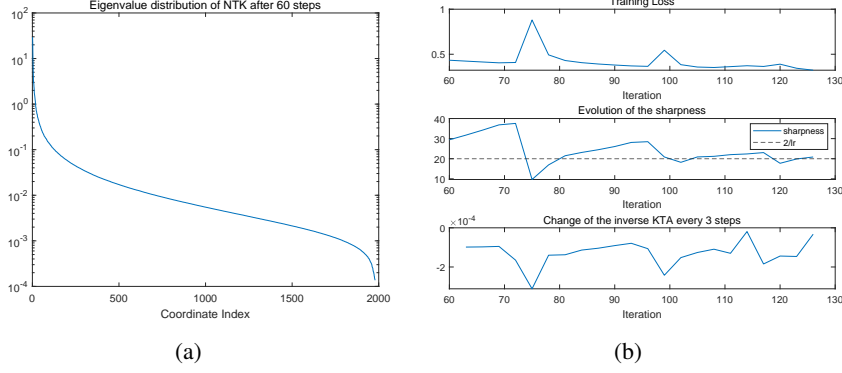 Eigenvalue distribution of NTK after 60 steps
10^2
10^1
10^0
10^-1
10^-2
10^-3
10^-4
0 500 1000 1500 2000
Coordinate Index
(a)
Training Loss
1
0.5
60 70 80 90 100 110 120 130
Iteration
Evolution of the sharpness
40
30
20
10
sharpness
2/lr
60 70 80 90 100 110 120 130
Iteration
×10^-4
Change of the inverse KTA every 3 steps
0
-2
60 70 80 90 100 110 120 130
Iteration
(b)